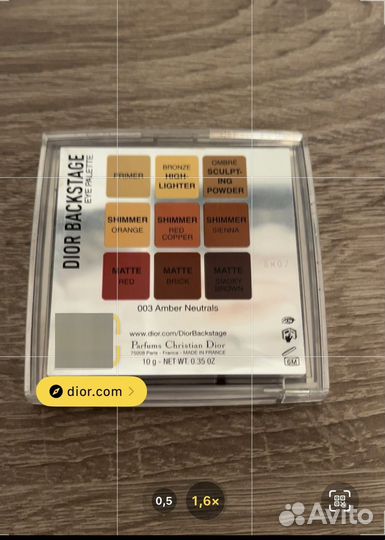 DIOR BACKSTAGE
EYE PALETTE
PRIMER
BRONZE
HIGH-
LIGHTER
OMBRÉ
SCULPT-
ING
POWDER
SHIMMER
ORANGE
SHIMMER
RED
COPPER
SHIMMER
SIENNA
MATTE
RED
MATTE
BRICK
MATTE
SMOKY
BROWN
003 Amber Neutrals
www.dior.com/DiorBackstage
Parfums Christian Dior
75008 Paris - France - MADE IN FRANCE
10 g - NET WT. 0.35 OZ.
6M
dior.com
0,5
1,6×
Avito